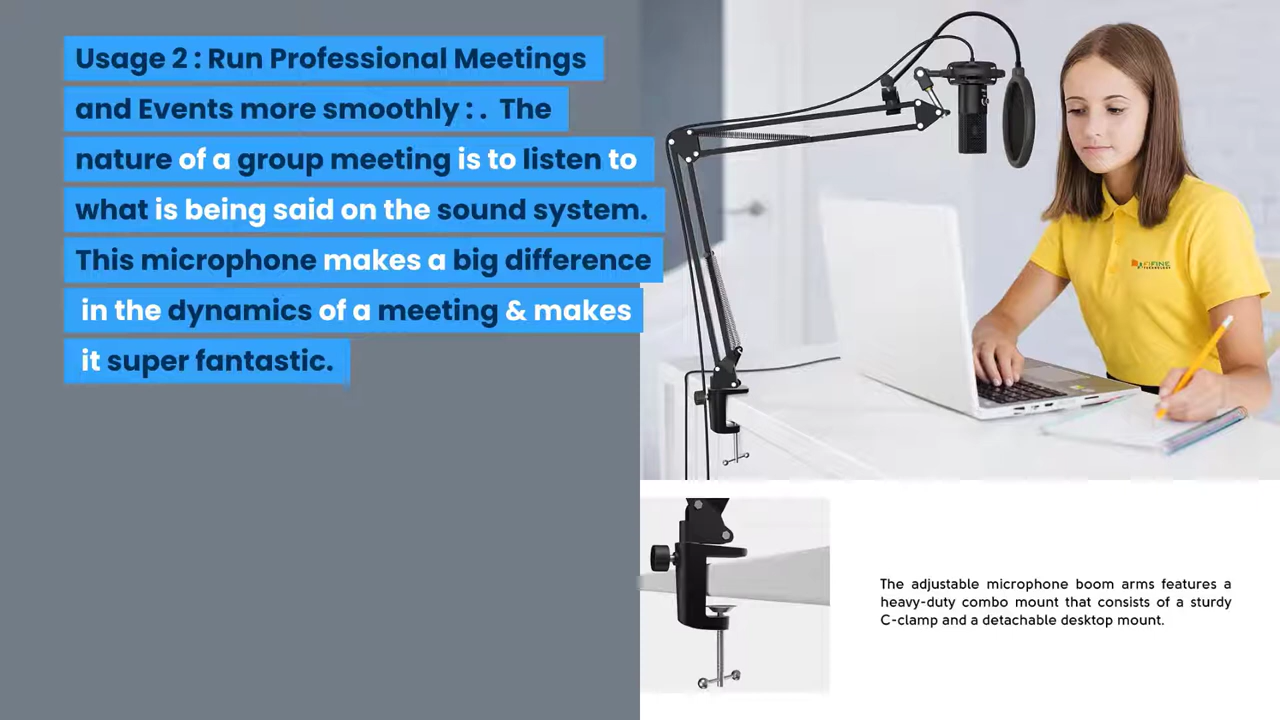 Usage 2 : Run Professional Meetings
and Events more smoothly : . The
nature of a group meeting is to listen to
what is being said on the sound system.
This microphone makes a big difference
in the dynamics of a meeting & makes
it super fantastic.
FIFINE
TECHNOLOGY
The adjustable microphone boom arms features a
heavy-duty combo mount that consists of a sturdy
C-clamp and a detachable desktop mount.